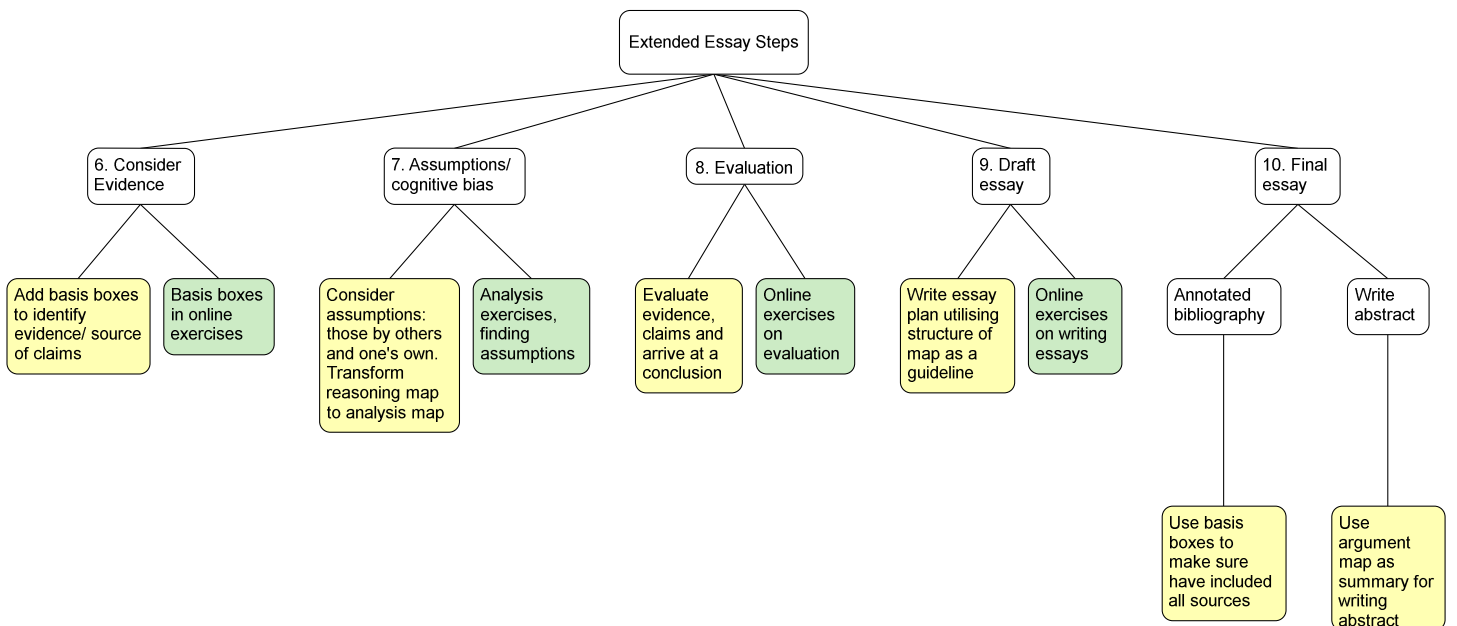 Extended Essay Steps
6. Consider
Evidence
7. Assumptions/
cognitive bias
8. Evaluation
9. Draft
essay
10. Final
essay
Add basis boxes
to identify
evidence/ source
of claims
Basis boxes
in online
exercises
Consider
assumptions:
those by others
and one's own.
Transform
reasoning map
to analysis map
Analysis
exercises,
finding
assumptions
Evaluate
evidence,
claims and
arrive at a
conclusion
Online
exercises
on
evaluation
Write essay
plan utilising
structure of
map as a
guideline
Online
exercises
on writing
essays
Annotated
bibliography
Write
abstract
Use basis
boxes to
make sure
have included
all sources
Use
argument
map as
summary for
writing
abstract